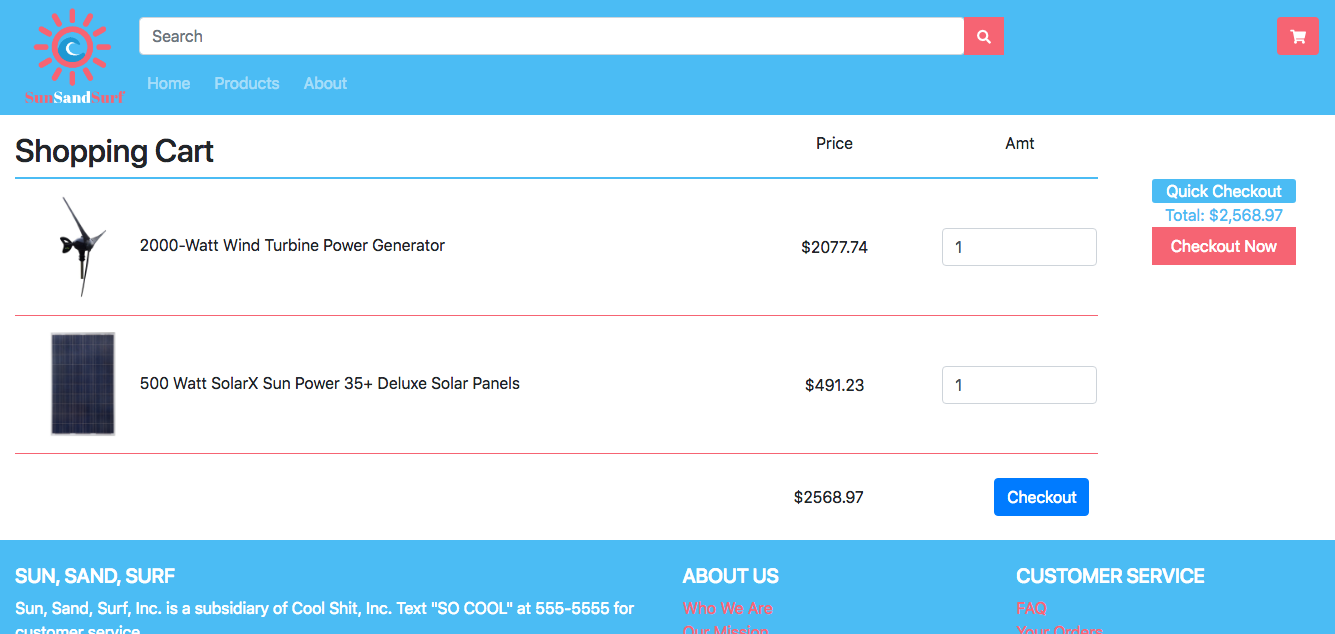 Search
SunSandSurf
Home Products About
Shopping Cart Price Amt
Quick Checkout
Total: $2,568.97
Checkout Now
2000-Watt Wind Turbine Power Generator $2077.74 1
500 Watt SolarX Sun Power 35+ Deluxe Solar Panels $491.23 1
$2568.97 Checkout
SUN, SAND, SURF
Sun, Sand, Surf, Inc. is a subsidiary of Cool Shit, Inc. Text "SO COOL" at 555-5555 for
customer service
ABOUT US
Who We Are
Our Mission
CUSTOMER SERVICE
FAQ
Your Orders